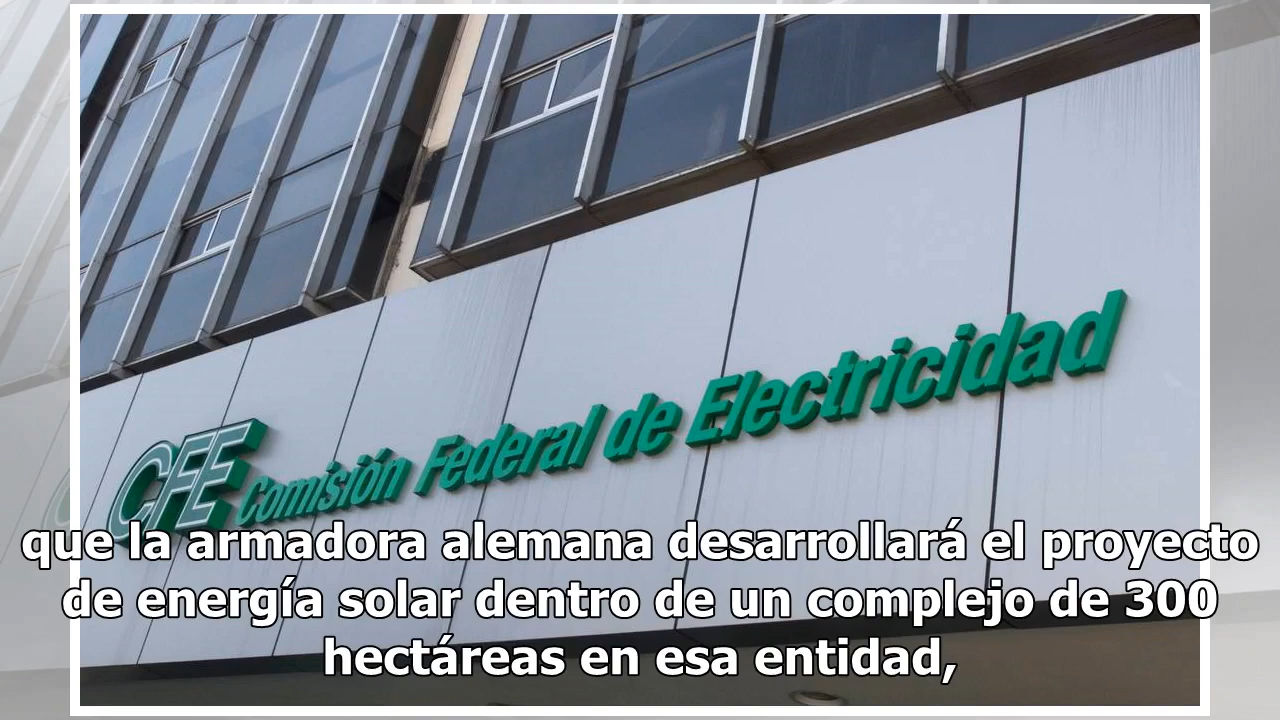 CFE Comisión Federal de Electricidad
que la armadora alemana desarrollará el proyecto
de energía solar dentro de un complejo de 300
hectáreas en esa entidad,